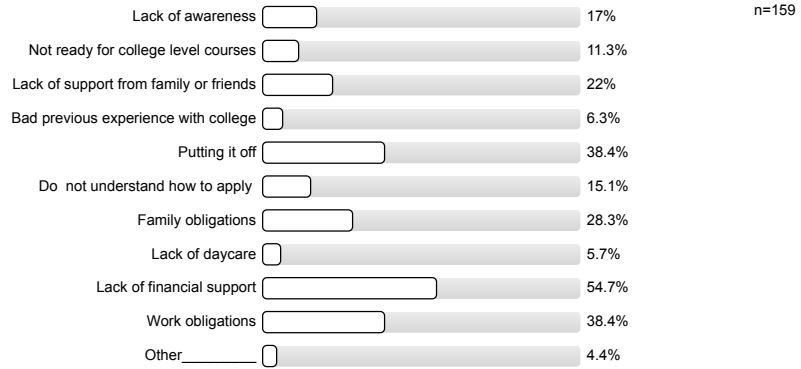 Lack of awareness 17% n=159
Not ready for college level courses 11.3%
Lack of support from family or friends 22%
Bad previous experience with college 6.3%
Putting it off 38.4%
Do not understand how to apply 15.1%
Family obligations 28.3%
Lack of daycare 5.7%
Lack of financial support 54.7%
Work obligations 38.4%
Other_________ 4.4%